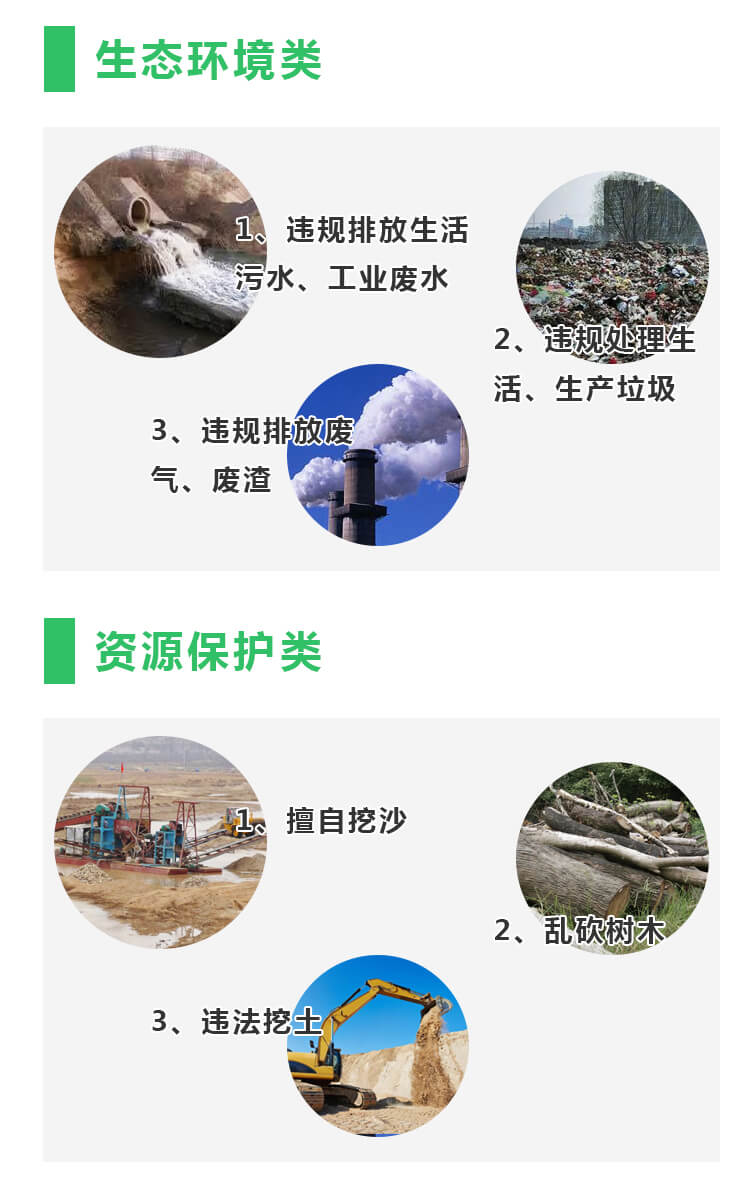 生态环境类
1、违规排放生活
污水、工业废水
2、违规处理生
活、生产垃圾
3、违规排放废
气、废渣
资源保护类
1、擅自挖沙
2、乱砍树木
3、违法挖土